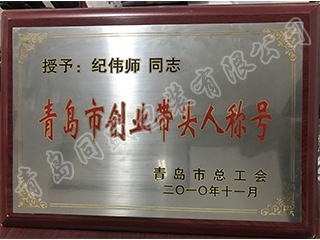 授予：纪伟师 同志
青岛市创业带头人称号
青岛市总工会
二〇一〇年十一月